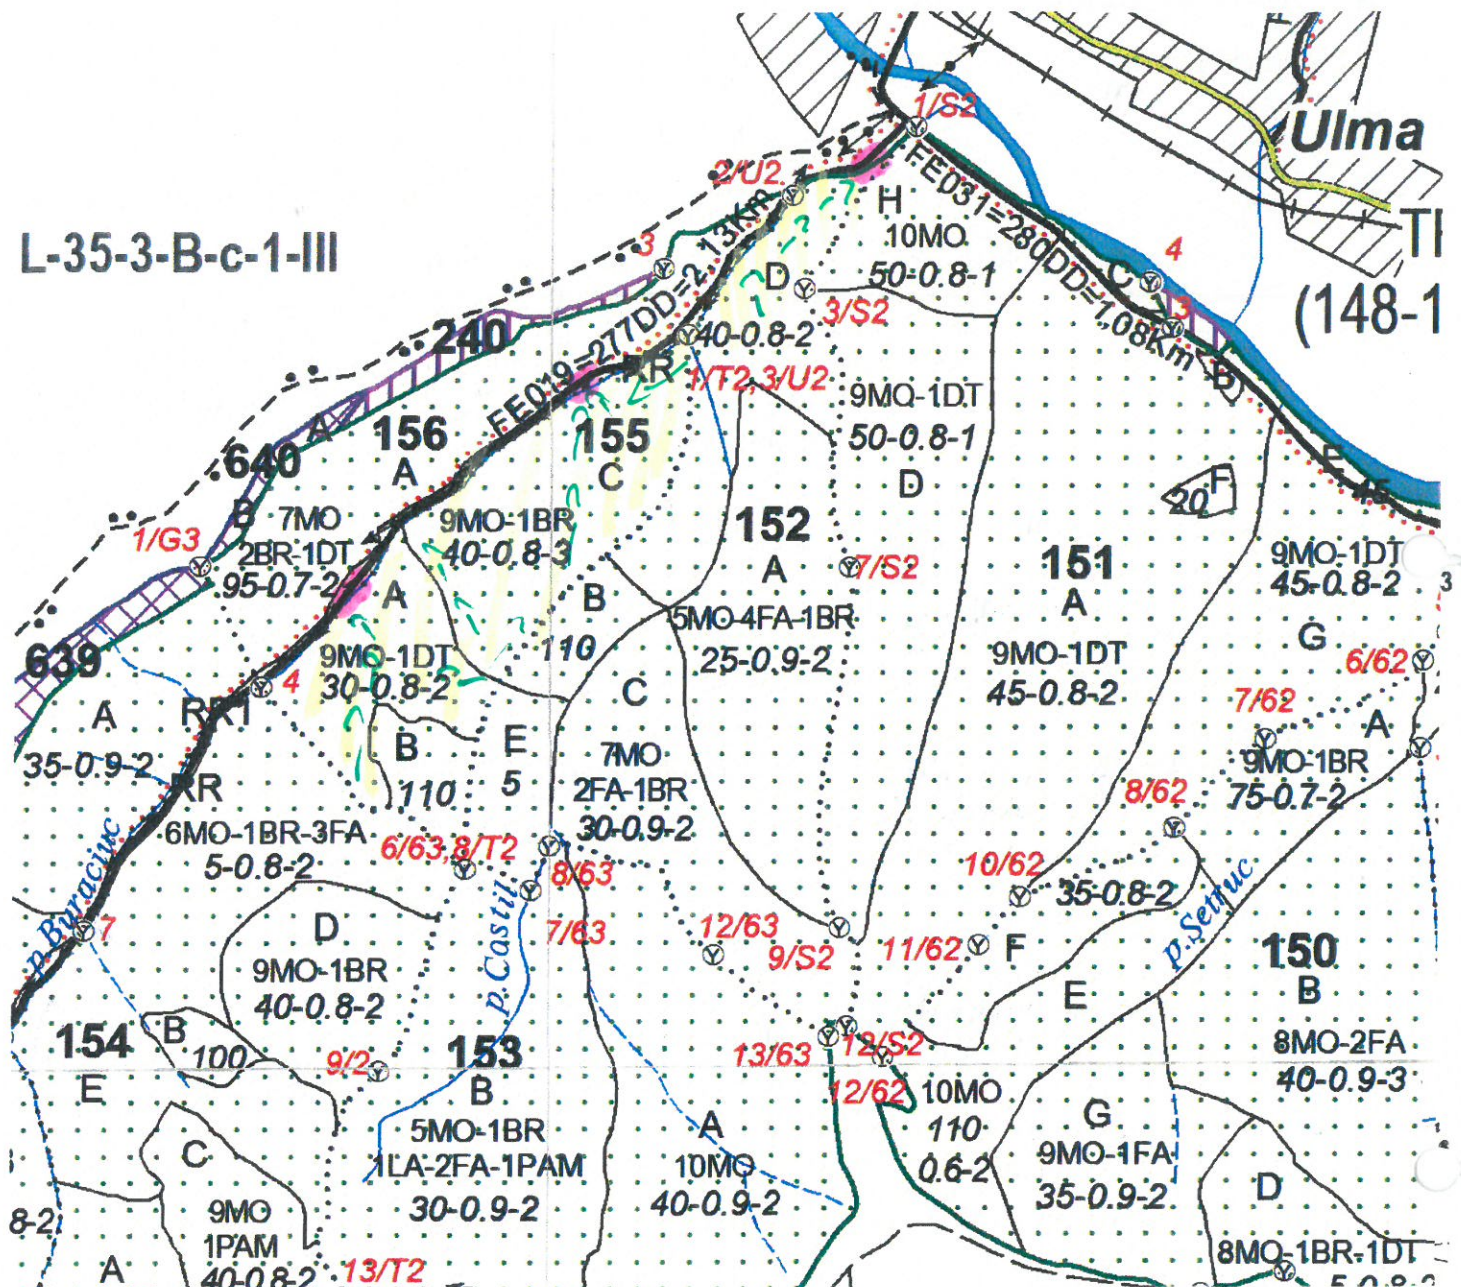 1/S2
Ulma
2/U2
FE031=280DD=1,08Km
H
10MO
50-0.8-1
3
4
L-35-3-B-c-1-III
D
C
(148-1
3/S2
3
240
FE019=277DD=2,13Km
40-0.8-2
RR
1/T2,3/U2
B
9MO-1DT
50-0.8-1
A
156
A
155
C
D
E
640
F
20
45
B
7MO
2BR-1DT
95-0.7-2
9MO-1BR
40-0.8-3
152
A
1/G3
7/S2
151
A
9MO-1DT
45-0.8-2
3
A
B
110
5MO-4FA-1BR
25-0.9-2
G
639
9MO-1DT
30-0.8-2
9MO-1DT
45-0.8-2
6/62
4
C
7/62
A
RR1
A
35-0.9-2
B
110
E
5
7MO
2FA-1BR
30-0.9-2
9MO-1BR
75-0.7-2
RR
8/62
6MO-1BR-3FA
5-0.8-2
6/63,8/T2
8/63
10/62
35-0.8-2
p.Buraciuc
7
p.Castil
7/63
12/63
9/S2
11/62
F
p.Setruc
D
9MO-1BR
40-0.8-2
150
B
E
154
E
B
100
9/2
153
B
13/63
12/S2
12/62
8MO-2FA
40-0.9-3
10MO
110
0.6-2
G
9MO-1FA
35-0.9-2
5MO-1BR
1LA-2FA-1PAM
30-0.9-2
A
10MO
40-0.9-2
C
D
8-2
9MO
1PAM
40-0.8-2
A
13/T2
8MO-1BR-1DT
5-0.8-2